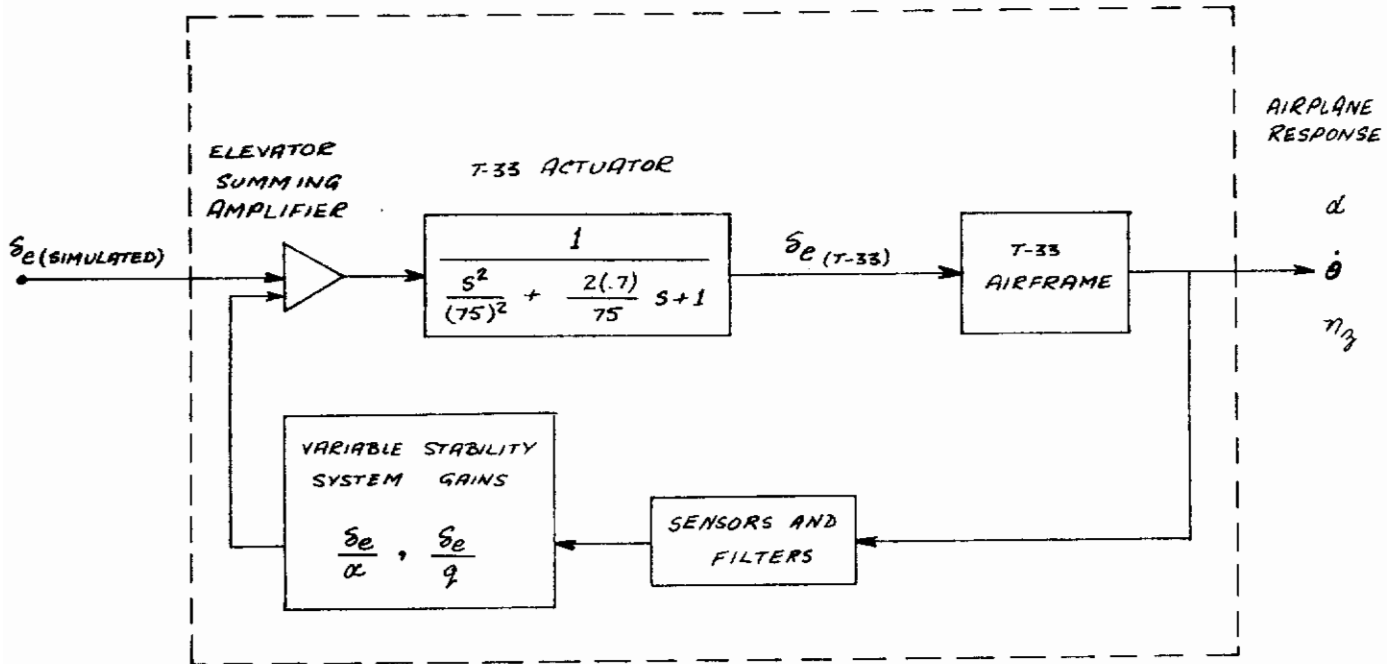 AIRPLANE
RESPONSE
ELEVATOR
SUMMING
AMPLIFIER
T-33 ACTUATOR
δe (SIMULATED)
1
s²/(75)² + 2(.7)/75 s+1
δe (T-33)
T-33
AIRFRAME
α
θ̇
n_z
VARIABLE STABILITY
SYSTEM GAINS
δe/α , δe/q
SENSORS AND
FILTERS